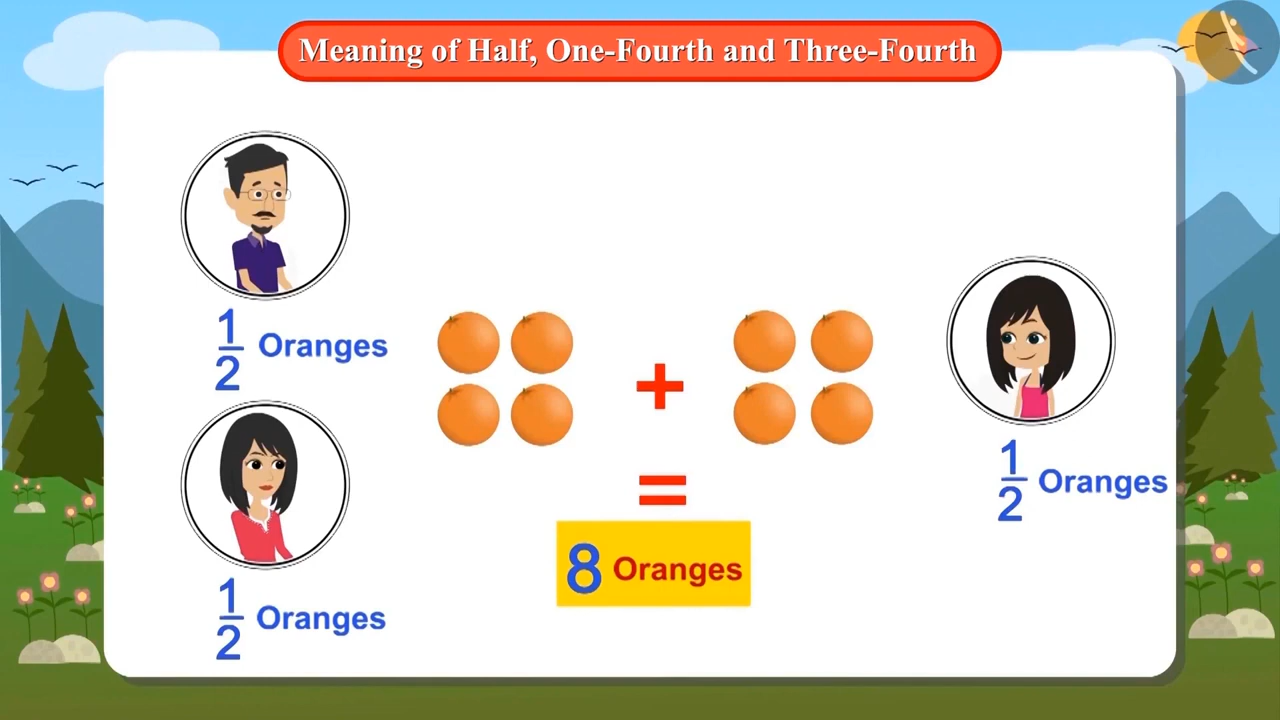 Meaning of Half, One-Fourth and Three-Fourth
1/2 Oranges
+
1/2 Oranges
=
8 Oranges
1/2 Oranges